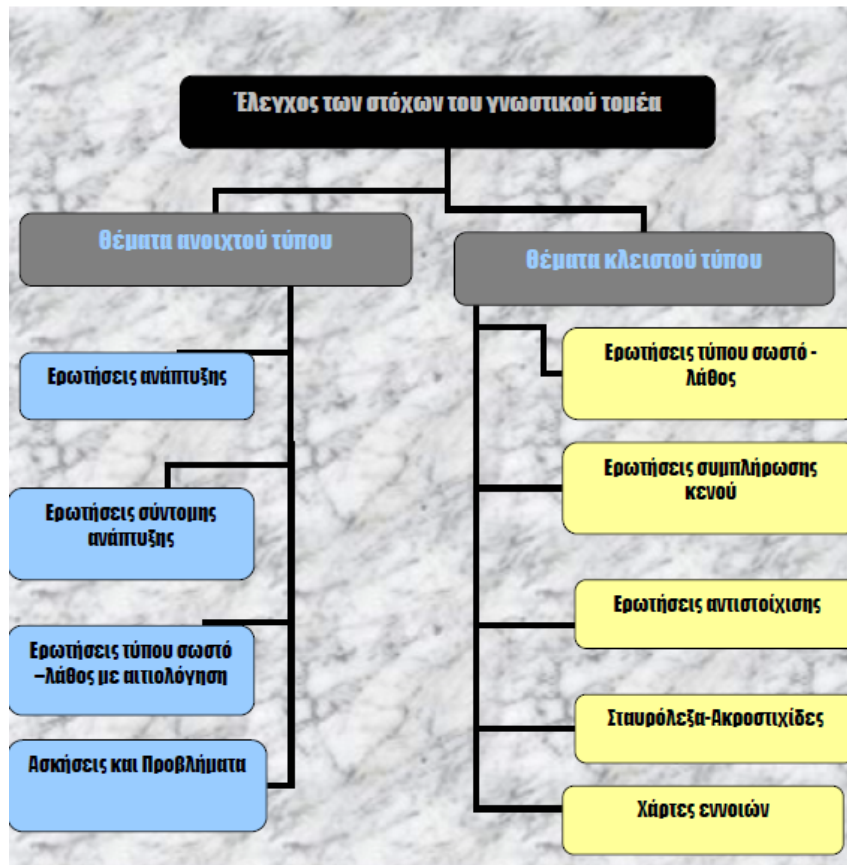 Έλεγχος των στόχων του γνωστικού τομέα
Θέματα ανοιχτού τύπου
Ερωτήσεις ανάπτυξης
Ερωτήσεις σύντομης
ανάπτυξης
Ερωτήσεις τύπου σωστό
–λάθος με αιτιολόγηση
Ασκήσεις και Προβλήματα
Θέματα κλειστού τύπου
Ερωτήσεις τύπου σωστό -
λάθος
Ερωτήσεις συμπλήρωσης
κενού
Ερωτήσεις αντιστοίχισης
Σταυρόλεξα-Ακροστιχίδες
Χάρτες εννοιών